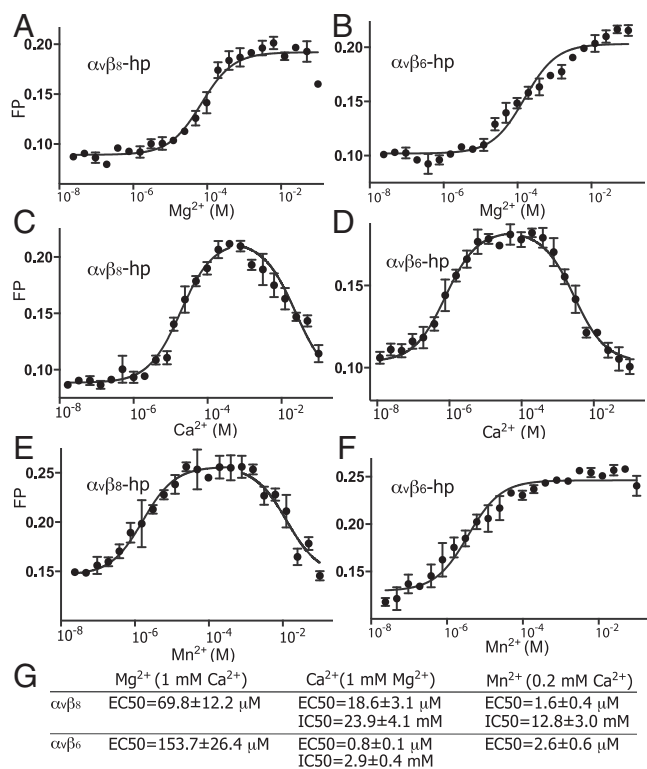 A
B
αvβ8-hp
αvβ6-hp
FP
0.20
0.15
0.10
0.20
0.15
0.10
10⁻⁸ 10⁻⁶ 10⁻⁴ 10⁻²
Mg²⁺ (M)
10⁻⁸ 10⁻⁶ 10⁻⁴ 10⁻²
Mg²⁺ (M)
C
D
αvβ8-hp
αvβ6-hp
FP
0.20
0.15
0.10
0.20
0.15
0.10
10⁻⁸ 10⁻⁶ 10⁻⁴ 10⁻²
Ca²⁺ (M)
10⁻⁸ 10⁻⁶ 10⁻⁴ 10⁻²
Ca²⁺ (M)
E
F
αvβ8-hp
αvβ6-hp
FP
0.25
0.20
0.15
0.25
0.20
0.15
10⁻⁸ 10⁻⁶ 10⁻⁴ 10⁻²
Mn²⁺ (M)
10⁻⁸ 10⁻⁶ 10⁻⁴ 10⁻²
Mn²⁺ (M)
G
Mg²⁺ (1 mM Ca²⁺) Ca²⁺(1 mM Mg²⁺) Mn²⁺ (0.2 mM Ca²⁺)
αvβ8 EC50=69.8±12.2 μM EC50=18.6±3.1 μM EC50=1.6±0.4 μM
IC50=23.9±4.1 mM IC50=12.8±3.0 mM
αvβ6 EC50=153.7±26.4 μM EC50=0.8±0.1 μM EC50=2.6±0.6 μM
IC50=2.9±0.4 mM